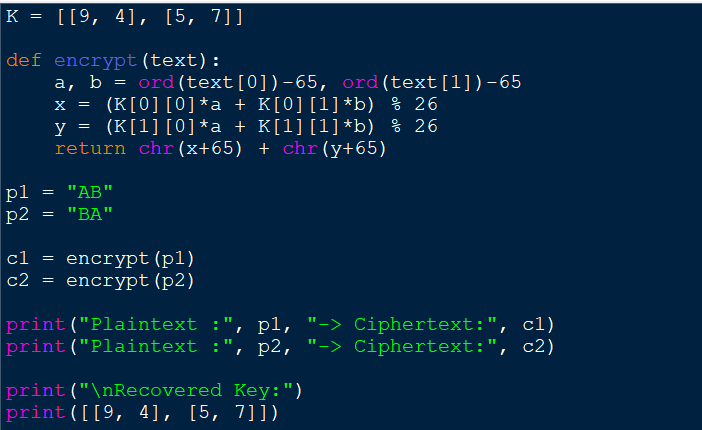 K = [[9, 4], [5, 7]]
def encrypt(text):
    a, b = ord(text[0])-65, ord(text[1])-65
    x = (K[0][0]*a + K[0][1]*b) % 26
    y = (K[1][0]*a + K[1][1]*b) % 26
    return chr(x+65) + chr(y+65)
p1 = "AB"
p2 = "BA"
c1 = encrypt(p1)
c2 = encrypt(p2)
print("Plaintext :", p1, "-> Ciphertext:", c1)
print("Plaintext :", p2, "-> Ciphertext:", c2)
print("\nRecovered Key:")
print([[9, 4], [5, 7]])